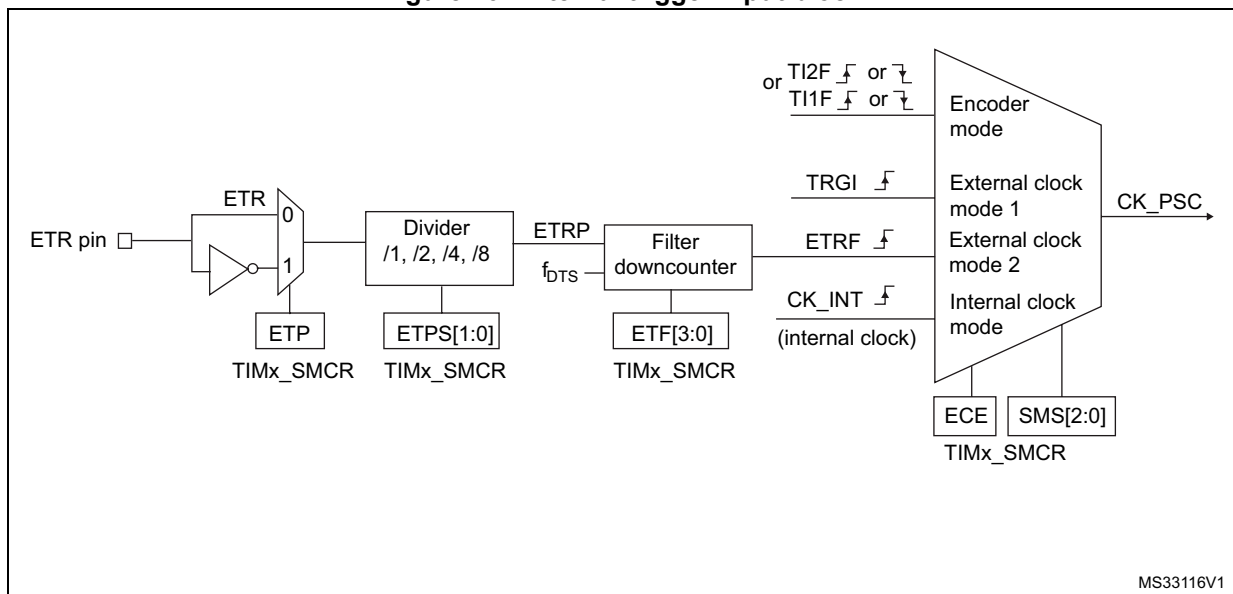 or TI2F or
TI1F or
Encoder
mode
TRGI
External clock
mode 1
CK_PSC
ETR
0
ETR pin
1
Divider
/1, /2, /4, /8
ETRP
fDTS
Filter
downcounter
ETRF
External clock
mode 2
CK_INT
(internal clock)
Internal clock
mode
ETP
TIMx_SMCR
ETPS[1:0]
TIMx_SMCR
ETF[3:0]
TIMx_SMCR
ECE
SMS[2:0]
TIMx_SMCR
MS33116V1